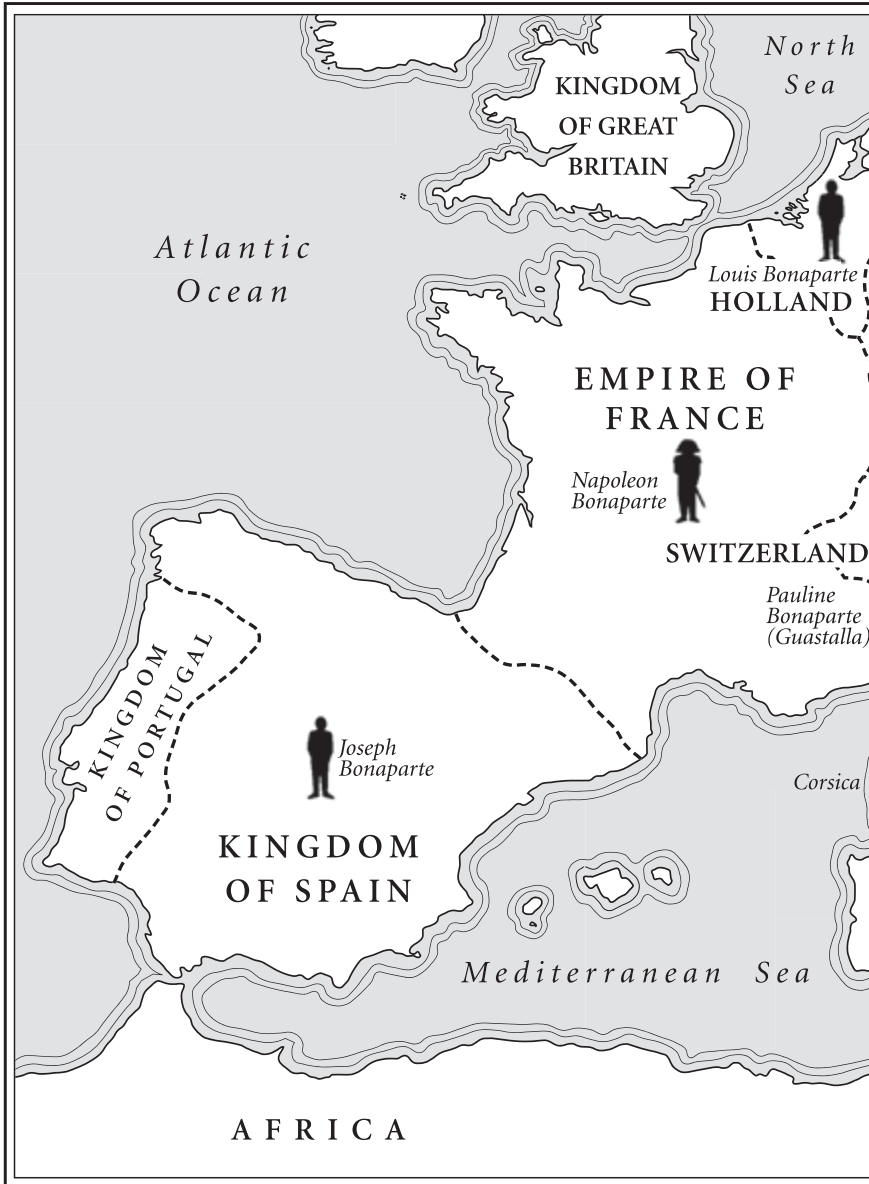 North
Sea
KINGDOM
OF GREAT
BRITAIN
Atlantic
Ocean
Louis Bonaparte
HOLLAND
EMPIRE OF
FRANCE
Napoleon
Bonaparte
SWITZERLAND
Pauline
Bonaparte
(Guastalla)
KINGDOM
OF PORTUGAL
Joseph
Bonaparte
Corsica
KINGDOM
OF SPAIN
Mediterranean Sea
AFRICA